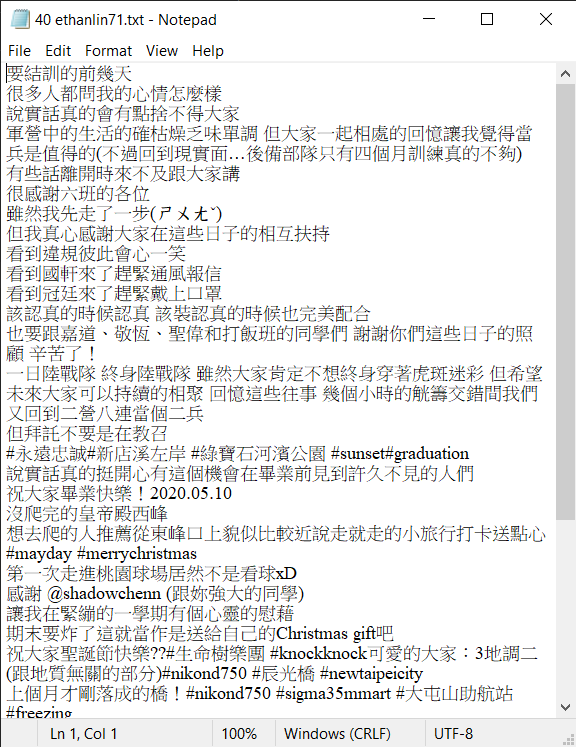 40 ethanlin71.txt - Notepad
File Edit Format View Help
要結訓的前幾天
很多人都問我的心情怎麼樣
說實話真的會有點捨不得大家
軍營中的生活的確枯燥乏味單調 但大家一起相處的回憶讓我覺得當
兵是值得的(不過回到現實面…後備部隊只有四個月訓練真的不夠)
有些話離開時來不及跟大家講
很感謝六班的各位
雖然我先走了一步(ㄕㄨㄤˇ)
但我真心感謝大家在這些日子的相互扶持
看到違規彼此會心一笑
看到國軒來了趕緊通風報信
看到冠廷來了趕緊戴上口罩
該認真的時候認真 該裝認真的時候也完美配合
也要跟嘉道、敬恆、聖偉和打飯班的同學們 謝謝你們這些日子的照
顧 辛苦了！
一日陸戰隊 終身陸戰隊 雖然大家肯定不想終身穿著虎斑迷彩 但希望
未來大家可以持續的相聚 回憶這些往事 幾個小時的觥籌交錯間我們
又回到二營八連當個二兵
但拜託不要是在教召
#永遠忠誠#新店溪左岸 #綠寶石河濱公園 #sunset#graduation
說實話真的挺開心有這個機會在畢業前見到許久不見的人們
祝大家畢業快樂！2020.05.10
沒爬完的皇帝殿西峰
想去爬的人推薦從東峰口上貌似比較近說走就走的小旅行打卡送點心
#mayday #merrychristmas
第一次走進桃園球場居然不是看球xD
感謝 @shadowchenn (跟妳強大的同學)
讓我在緊繃的一學期有個心靈的慰藉
期末要炸了這就當作是送給自己的Christmas gift吧
祝大家聖誕節快樂??#生命樹樂團 #knockknock可愛的大家：3地調二
(跟地質無關的部分)#nikond750 #辰光橋 #newtaipeicity
上個月才剛落成的橋！#nikond750 #sigma35mmart #大屯山助航站
#freezing
Ln 1, Col 1 100% Windows (CRLF) UTF-8